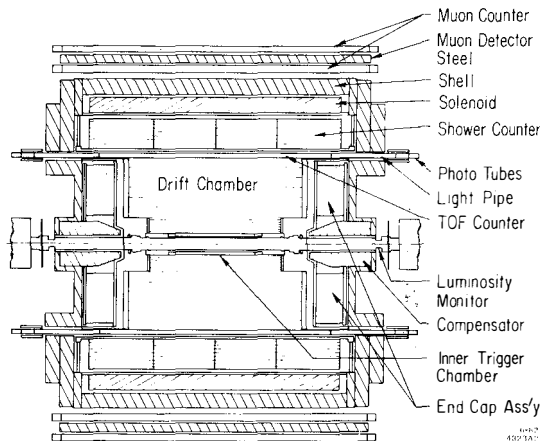 Muon Counter
Muon Detector
Steel
Shell
Solenoid
Shower Counter
Photo Tubes
Light Pipe
TOF Counter
Drift Chamber
Luminosity
Monitor
Compensator
Inner Trigger
Chamber
End Cap Ass'y